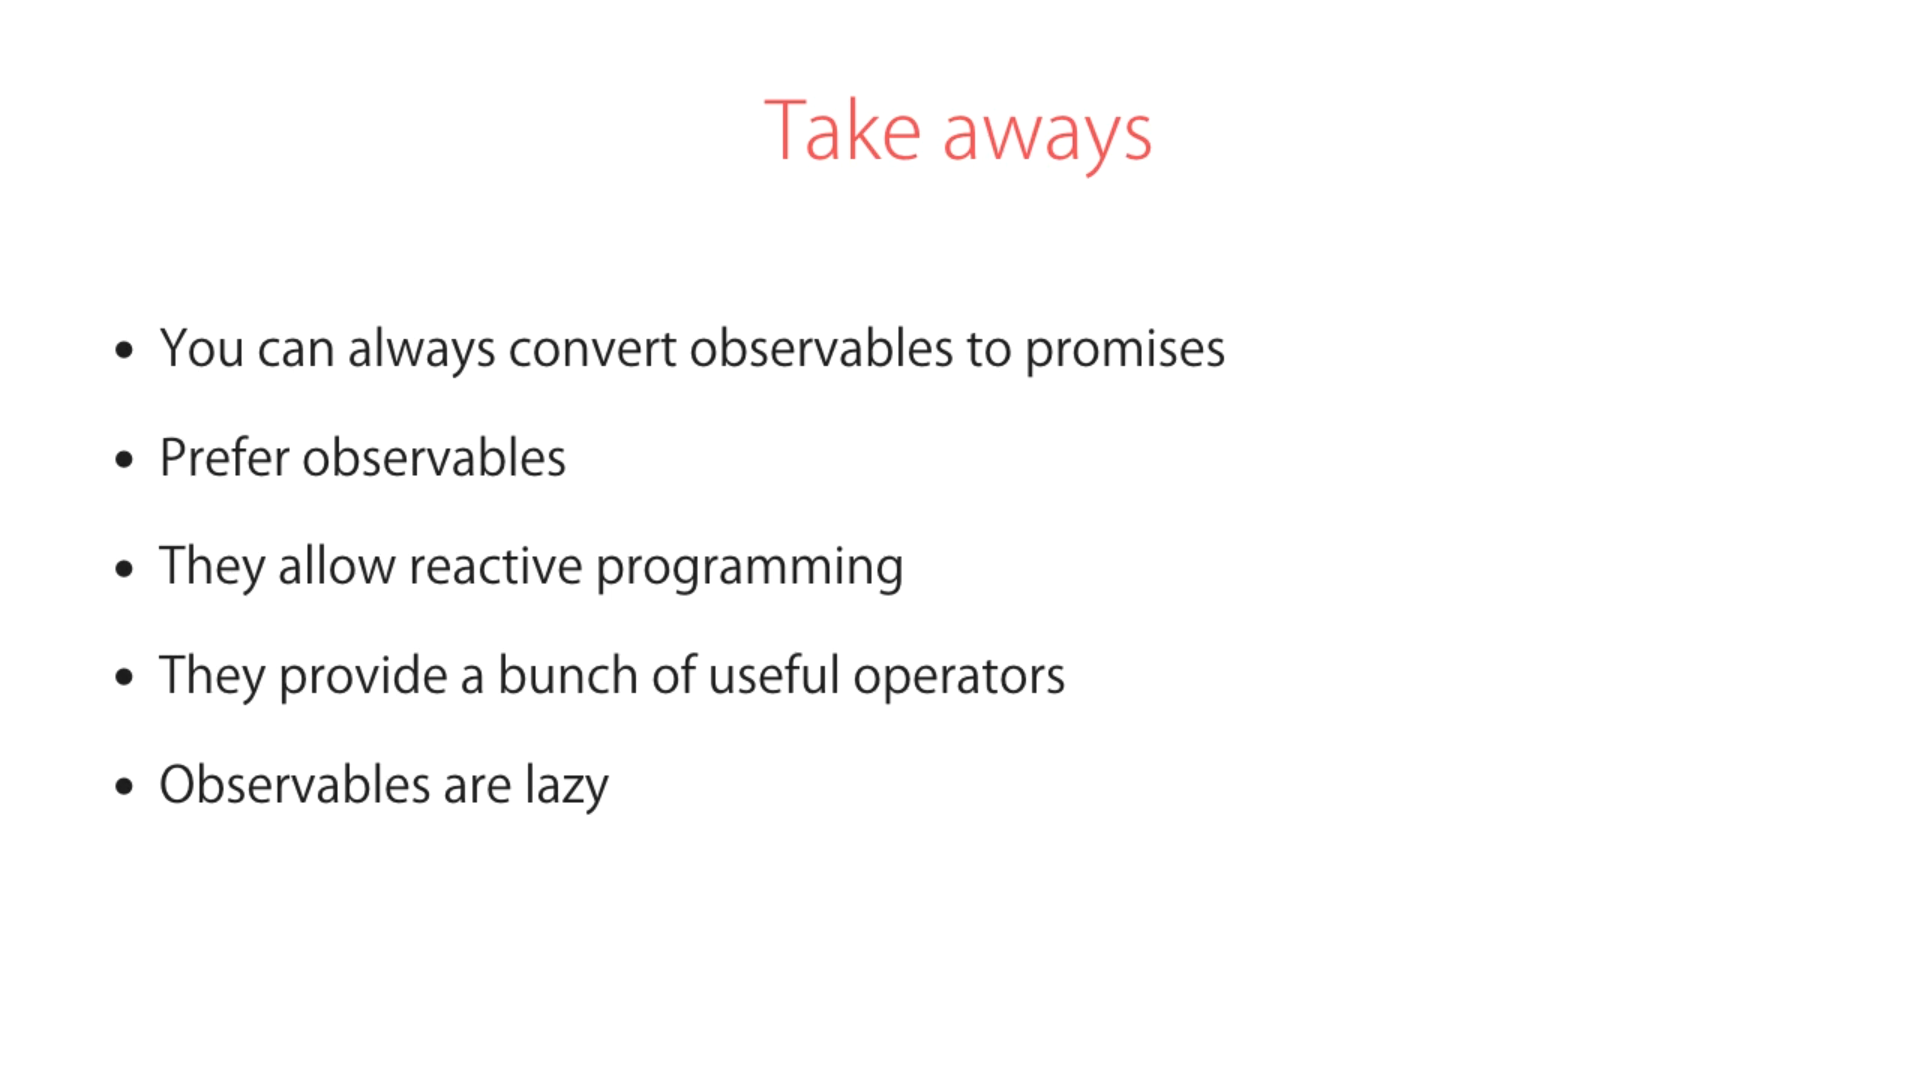 Take aways
• You can always convert observables to promises
• Prefer observables
• They allow reactive programming
• They provide a bunch of useful operators
• Observables are lazy